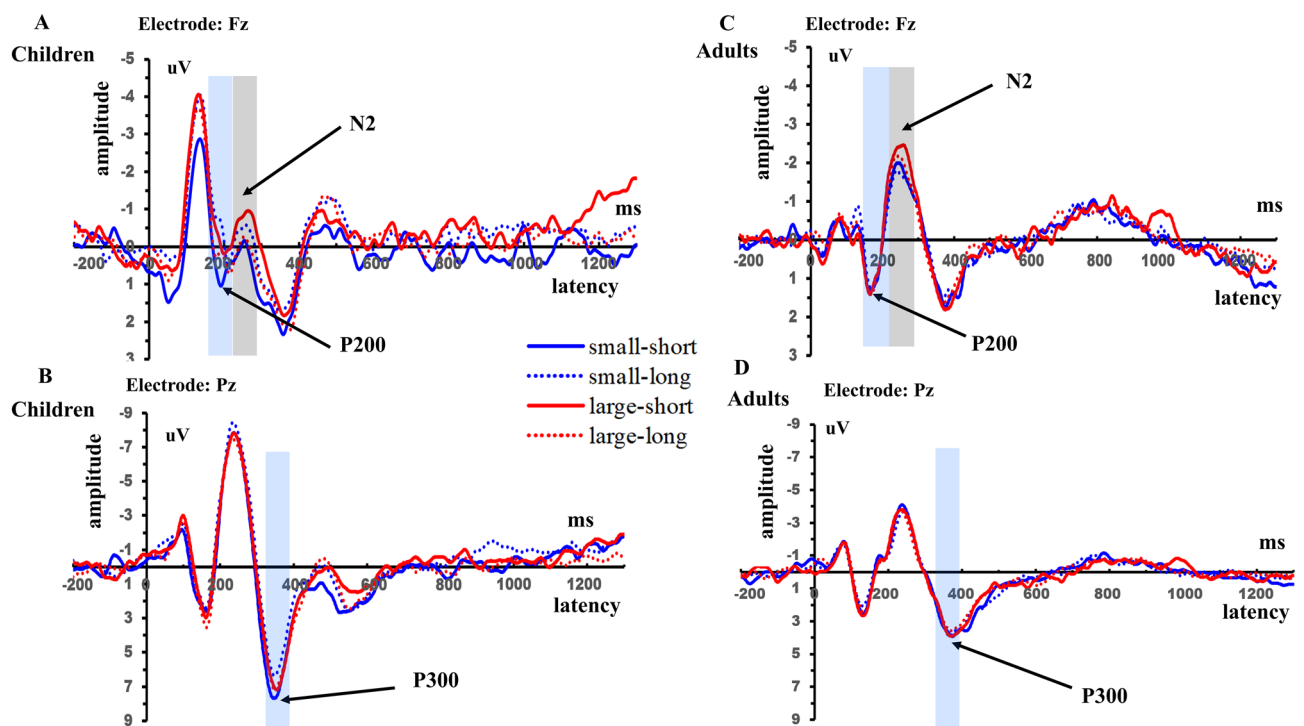 A
Electrode: Fz
Children
-5
uV
-4
-3
N2
-2
-1
ms
0
-200 0 200 400 600 800 1000 1200
1
latency
2
P200
3
amplitude
C
Electrode: Fz
Adults
-5
uV
-4
N2
-3
-2
-1
ms
0
-200 0 200 400 600 800 1000 1200
1
latency
2
P200
3
amplitude
small-short
small-long
large-short
large-long
B
Electrode: Pz
Children
-9
uV
-7
-5
-3
ms
-1
-200 0 200 400 600 800 1000 1200
1
latency
3
5
P300
7
9
amplitude
D
Electrode: Pz
Adults
-9
uV
-7
-5
-3
ms
-1
-200 0 200 400 600 800 1000 1200
1
latency
3
5
P300
7
9
amplitude